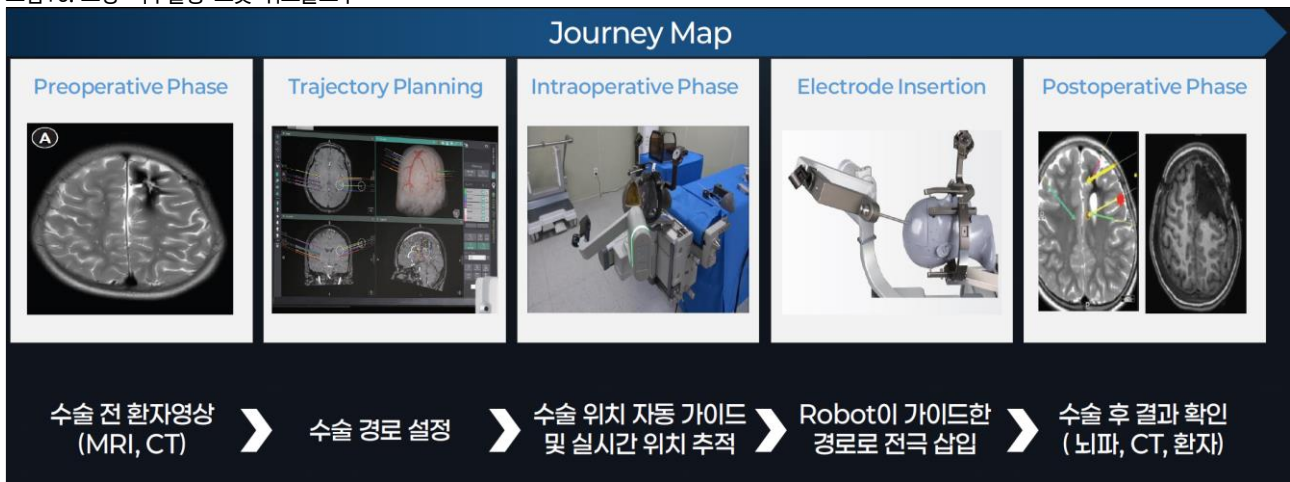 Journey Map
Preoperative Phase
Trajectory Planning
Intraoperative Phase
Electrode Insertion
Postoperative Phase
A
수술 전 환자영상
(MRI, CT)
수술 경로 설정
수술 위치 자동 가이드
및 실시간 위치 추적
Robot이 가이드한
경로로 전극 삽입
수술 후 결과 확인
( 뇌파, CT, 환자)